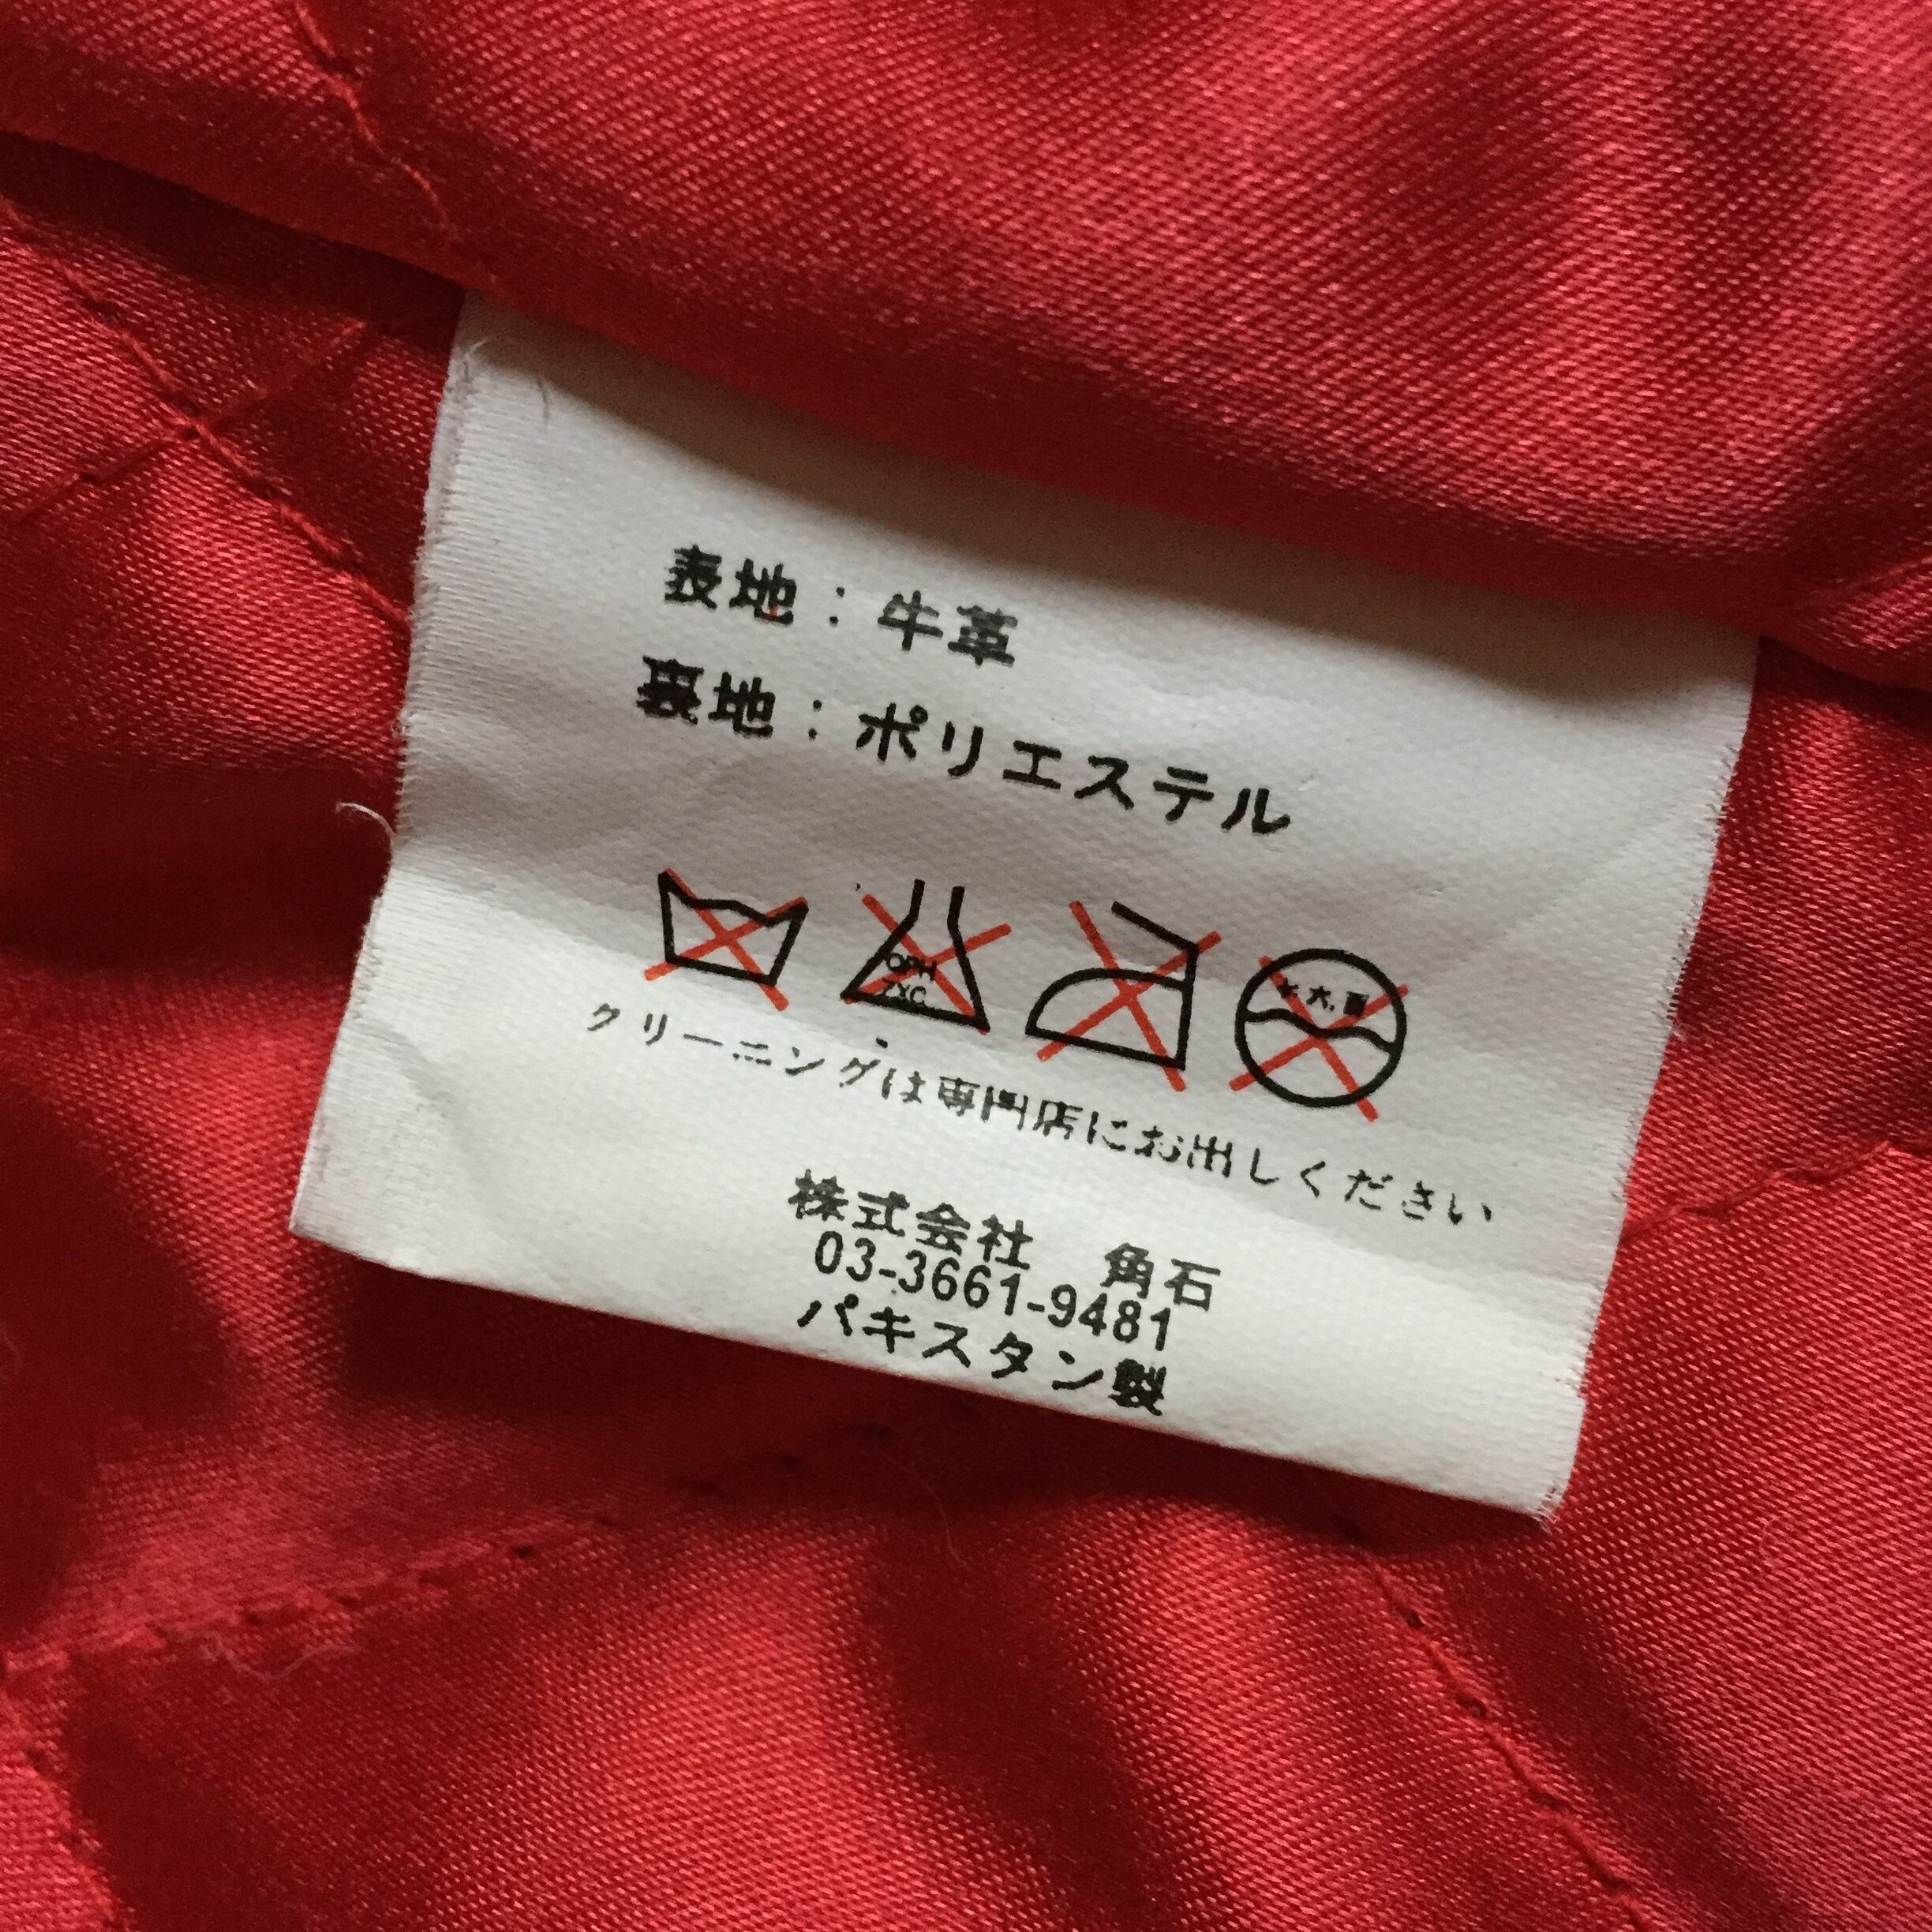 表地：牛革
裏地：ポリエステル
クリーニングは専門店にお出しください
株式会社　角石
03-3661-9481
パキスタン製